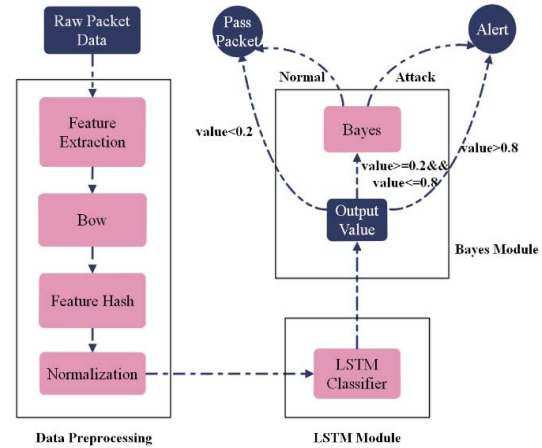 Raw Packet
Data
Feature
Extraction
Bow
Feature Hash
Normalization
Data Preprocessing
Pass
Packet
Alert
Normal
Attack
Bayes
value<0.2
value>0.8
value>=0.2&&
value<=0.8
Output
Value
Bayes Module
LSTM
Classifier
LSTM Module